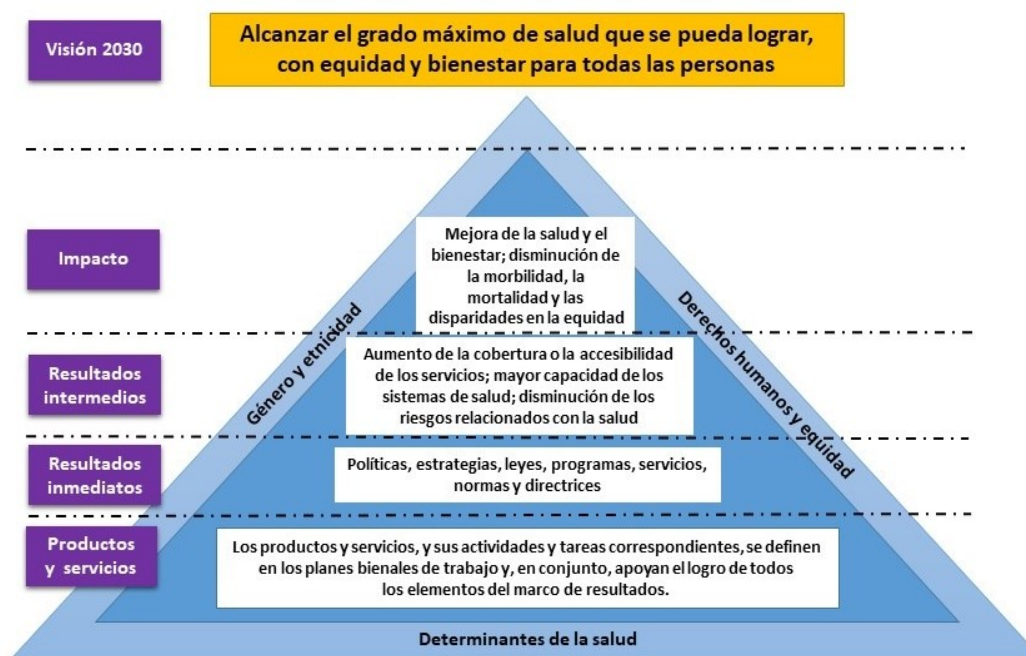 Visión 2030
Alcanzar el grado máximo de salud que se pueda lograr,
con equidad y bienestar para todas las personas
Impacto
Mejora de la salud y el
bienestar; disminución de
la morbilidad, la
mortalidad y las
disparidades en la equidad
Género y etnicidad
Derechos humanos y equidad
Resultados
intermedios
Aumento de la cobertura o la accesibilidad
de los servicios; mayor capacidad de los
sistemas de salud; disminución de los
riesgos relacionados con la salud
Resultados
inmediatos
Políticas, estrategias, leyes, programas, servicios,
normas y directrices
Productos
y servicios
Los productos y servicios, y sus actividades y tareas correspondientes, se definen
en los planes bienales de trabajo y, en conjunto, apoyan el logro de todos
los elementos del marco de resultados.
Determinantes de la salud